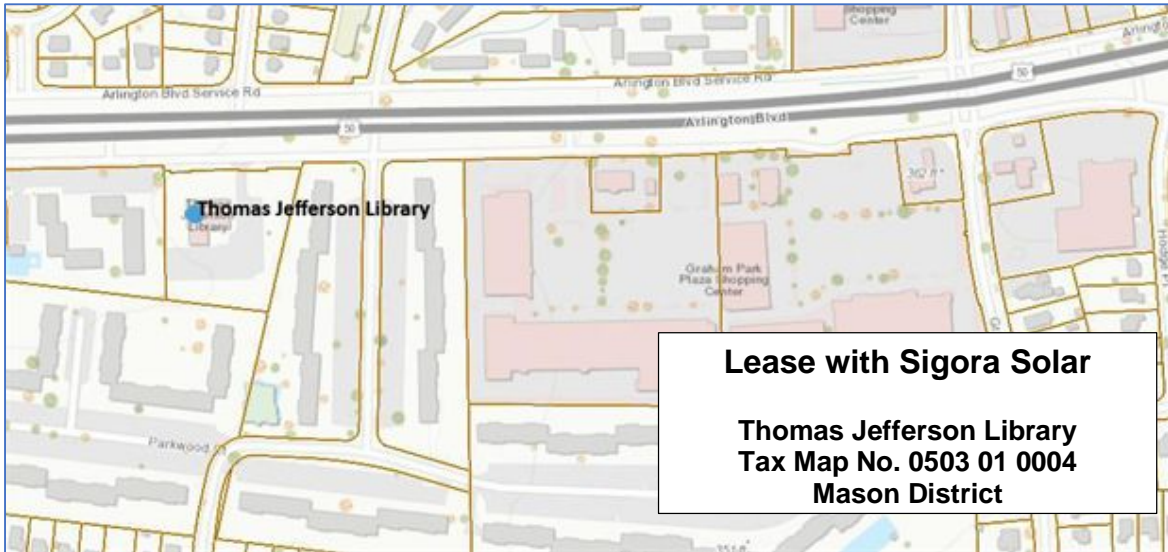 Shopping
Center
Arlington Blvd Service Rd
Arlington Blvd Service Rd
50
50
Arlington Blvd
362 ft
Thomas Jefferson Library
Library
Graham Park
Plaza Shopping
Center
Parkwood
Lease with Sigora Solar
Thomas Jefferson Library
Tax Map No. 0503 01 0004
Mason District